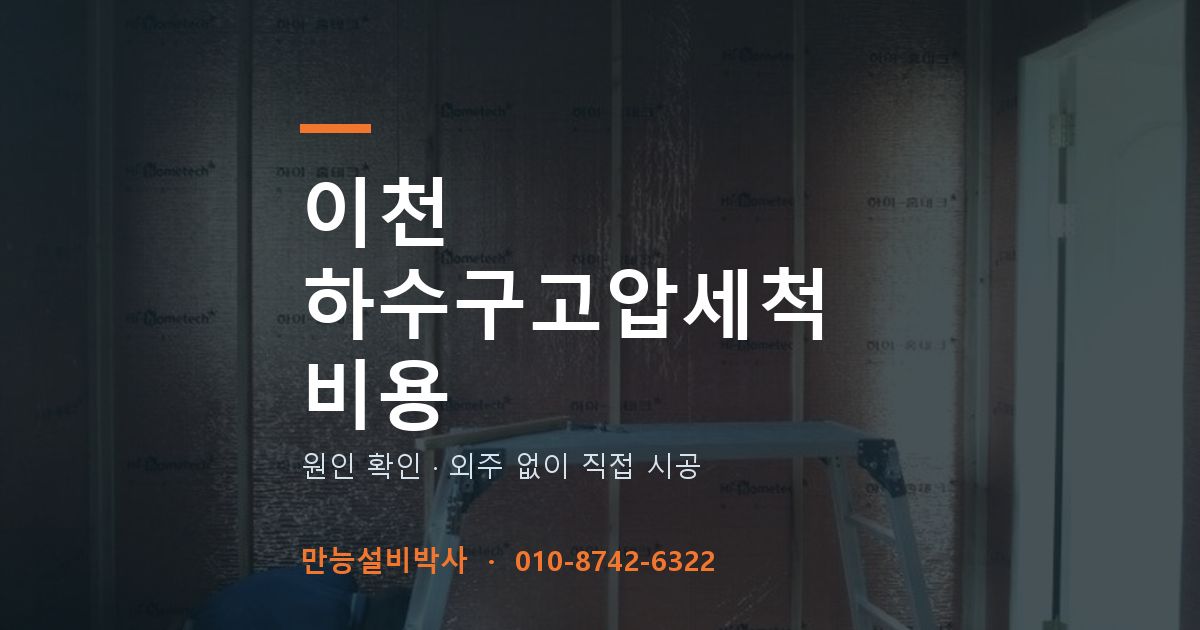 이천
하수구고압세척
비용
원인 확인 · 외주 없이 직접 시공
만능설비박사 · 010-8742-6322